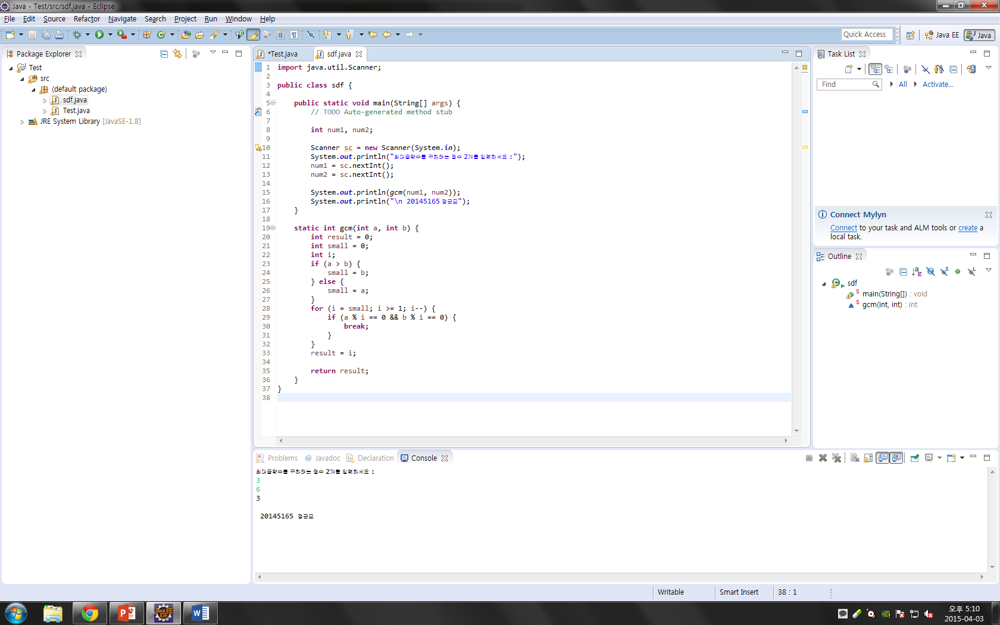 Java - Test/src/sdf.java - Eclipse
File Edit Source Refactor Navigate Search Project Run Window Help
Quick Access
Java EE
Java
Package Explorer
Test
src
(default package)
sdf.java
Test.java
JRE System Library [JavaSE-1.8]
*Test.java
sdf.java
1 import java.util.Scanner;
2
3 public class sdf {
4
5 public static void main(String[] args) {
6 // TODO Auto-generated method stub
7
8 int num1, num2;
9
10 Scanner sc = new Scanner(System.in);
11 System.out.println("최대공약수를 구하려는 정수 2개를 입력하세요 :");
12 num1 = sc.nextInt();
13 num2 = sc.nextInt();
14
15 System.out.println(gcm(num1, num2));
16 System.out.println("\n 20145165 정균모");
17 }
18
19 static int gcm(int a, int b) {
20 int result = 0;
21 int small = 0;
22 int i;
23 if (a > b) {
24 small = b;
25 } else {
26 small = a;
27 }
28 for (i = small; i >= 1; i--) {
29 if (a % i == 0 && b % i == 0) {
30 break;
31 }
32 }
33 result = i;
34
35 return result;
36 }
37 }
38
Task List
Find
All
Activate...
Connect Mylyn
Connect to your task and ALM tools or create a
local task.
Outline
sdf
main(String[]) : void
gcm(int, int) : int
Problems @ Javadoc Declaration Console
최대공약수를 구하려는 정수 2개를 입력하세요 :
3
6
3
20145165 정균모
Writable
Smart Insert
38 : 1
오후 5:10
2015-04-03